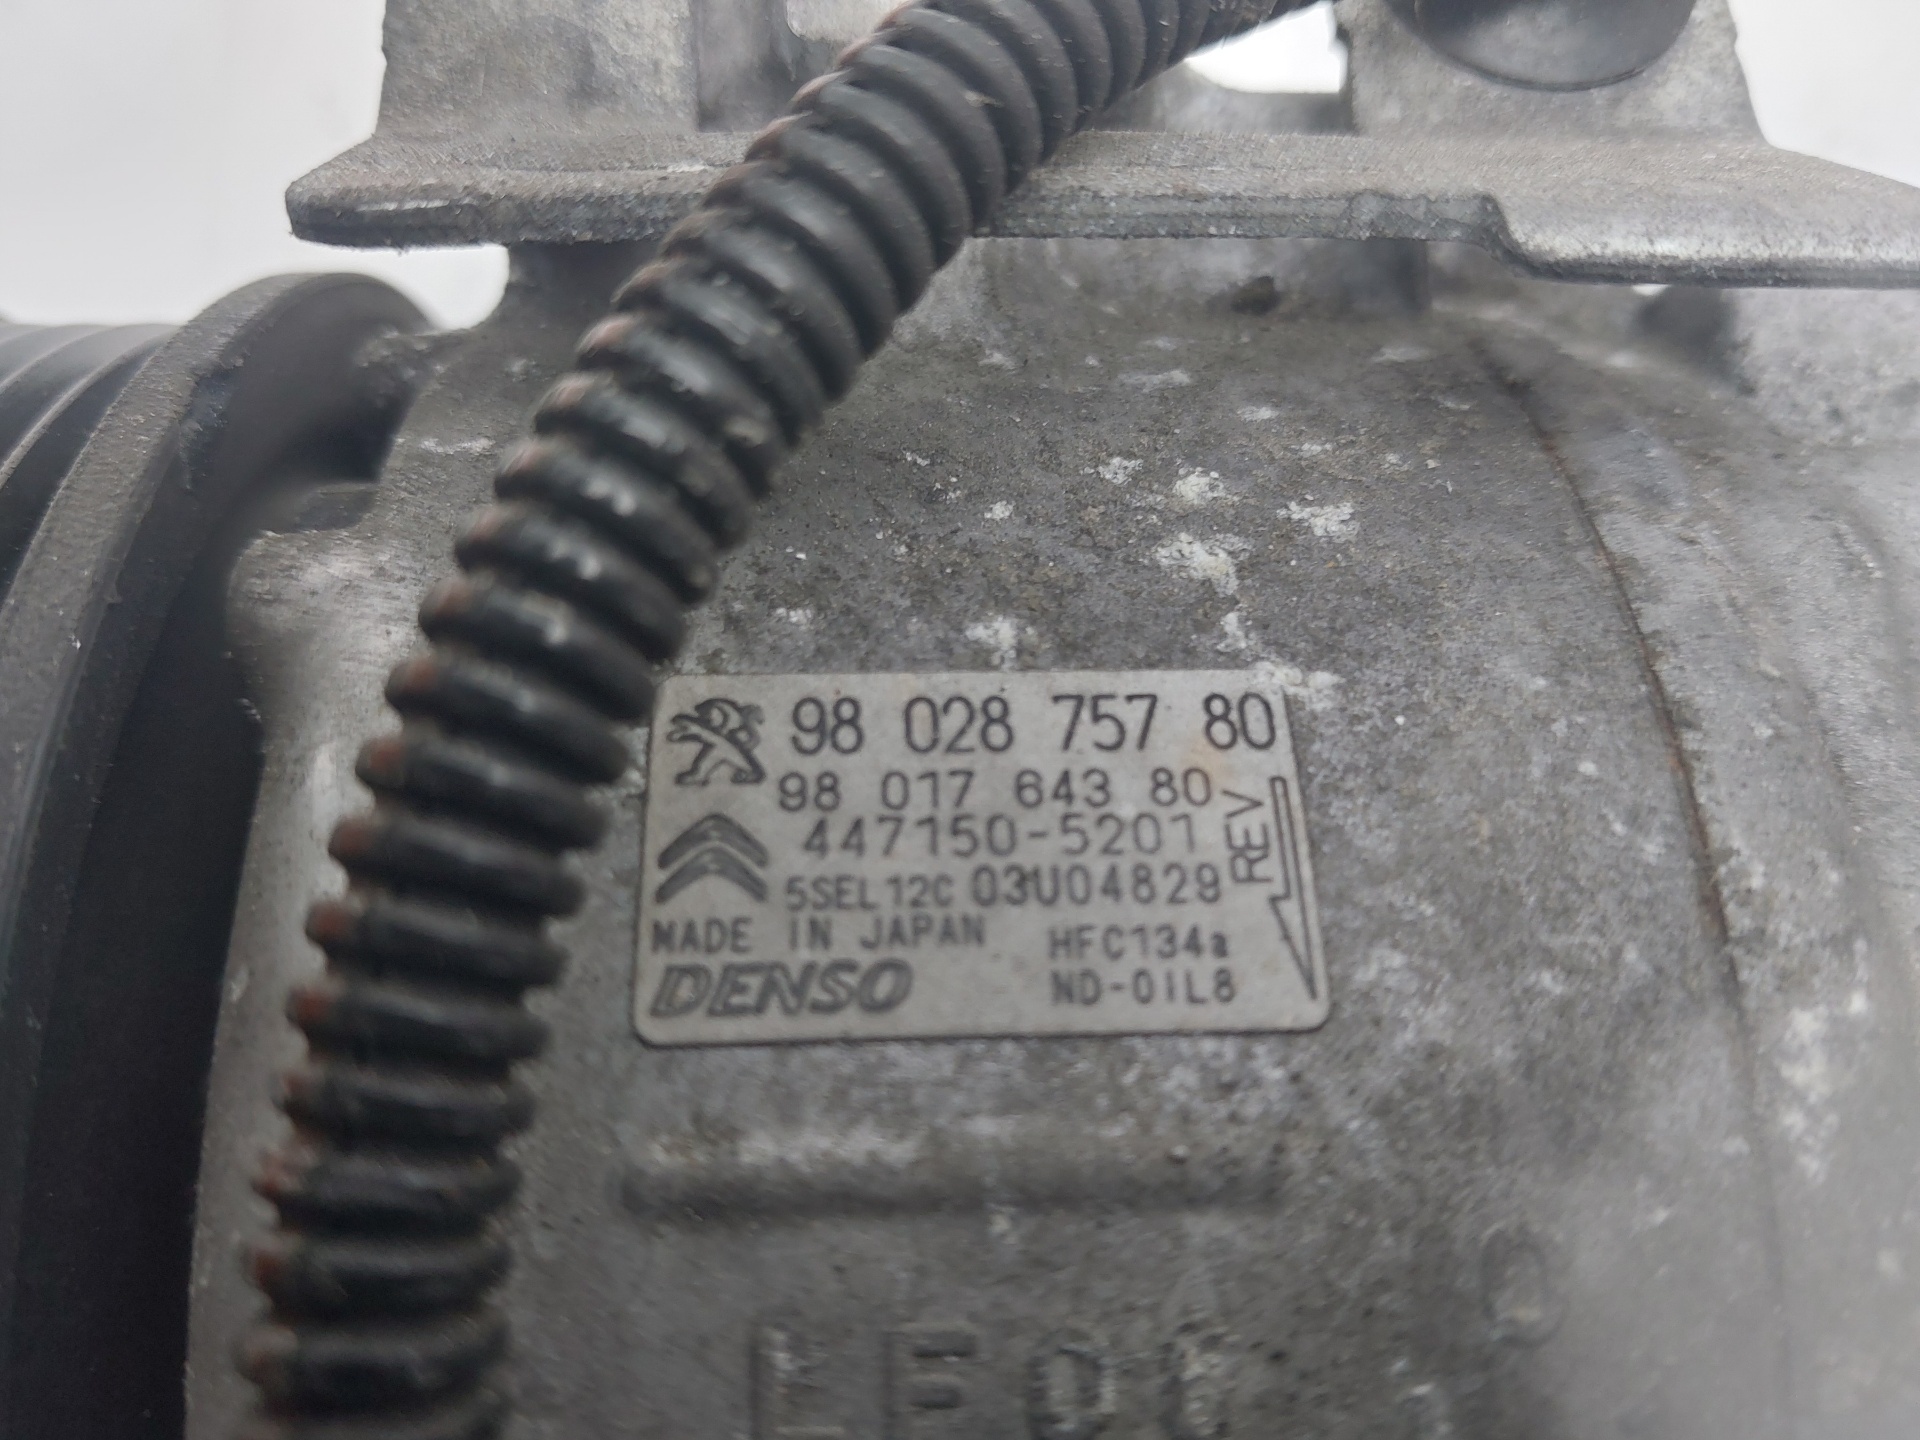 98 028 757 80
98 017 643 80
447150-5201
5SEL12C 03U04829
REV
MADE IN JAPAN HFC134a
DENSO ND-OIL8